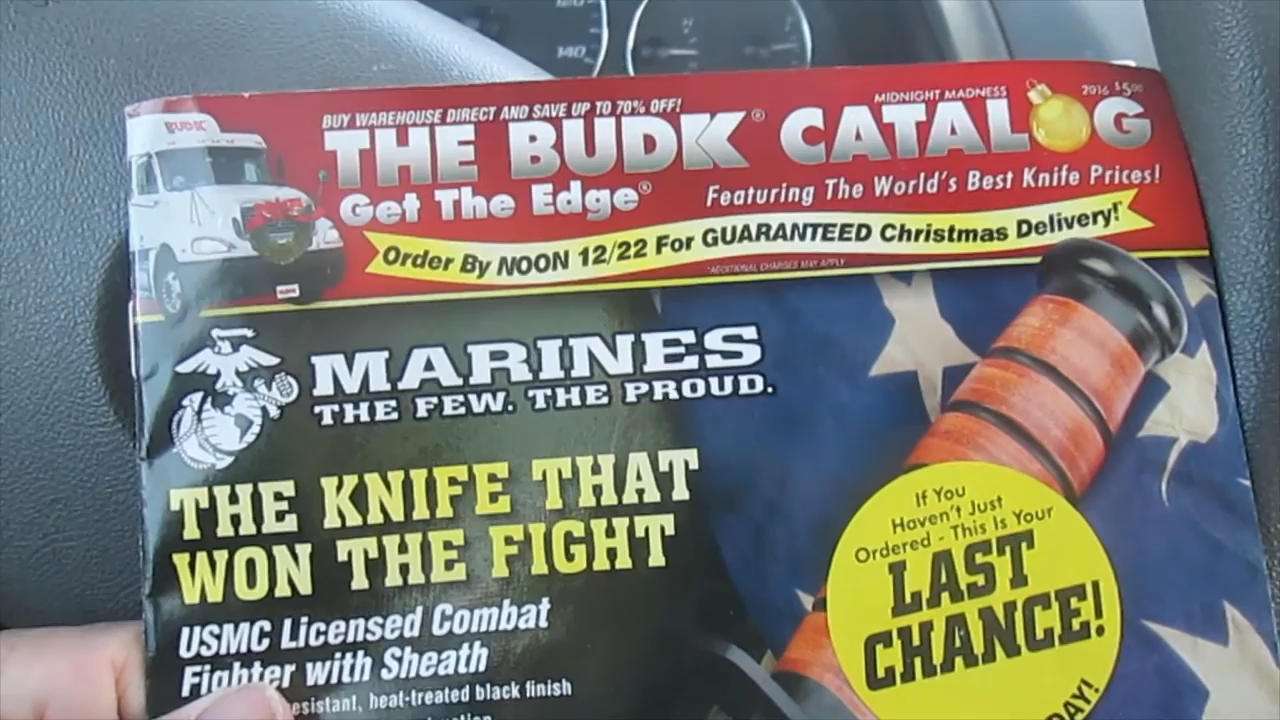 120
140
BUDK
BUY WAREHOUSE DIRECT AND SAVE UP TO 70% OFF!
MIDNIGHT MADNESS
2016 $5.00
THE BUDK® CATALOG
Get The Edge®
Featuring The World's Best Knife Prices!
Order By NOON 12/22 For GUARANTEED Christmas Delivery!*
*ADDITIONAL CHARGES MAY APPLY
MARINES
THE FEW. THE PROUD.
THE KNIFE THAT
WON THE FIGHT
USMC Licensed Combat
Fighter with Sheath
heat-treated black finish
If You
Haven't Just
Ordered - This Is Your
LAST
CHANCE!